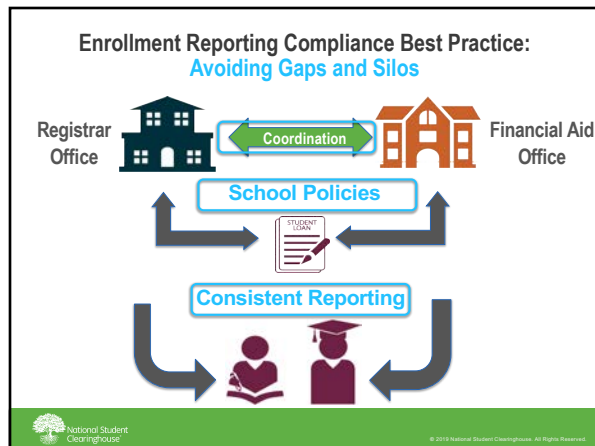 Enrollment Reporting Compliance Best Practice:
Avoiding Gaps and Silos
Registrar
Office
Coordination
Financial Aid
Office
School Policies
STUDENT
LOAN
Consistent Reporting
National Student
Clearinghouse®
© 2019 National Student Clearinghouse. All Rights Reserved.